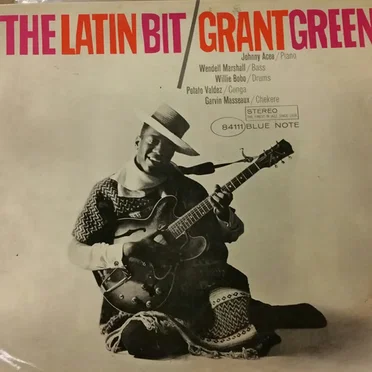 THE LATIN BIT / GRANT GREEN
Johnny Acea / Piano
Wendell Marshall / Bass
Willie Bobo / Drums
Potato Valdez / Conga
Garvin Masseaux / Chekere
STEREO
84111 BLUE NOTE